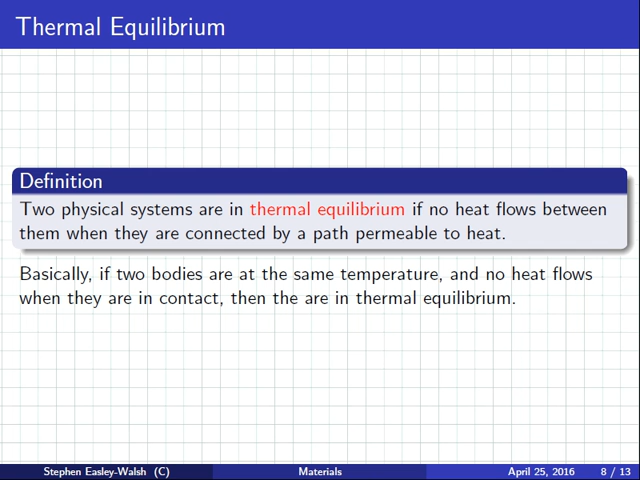 Thermal Equilibrium
Definition
Two physical systems are in thermal equilibrium if no heat flows between
them when they are connected by a path permeable to heat.
Basically, if two bodies are at the same temperature, and no heat flows
when they are in contact, then the are in thermal equilibrium.
Stephen Easley-Walsh (C) Materials April 25, 2016 8 / 13